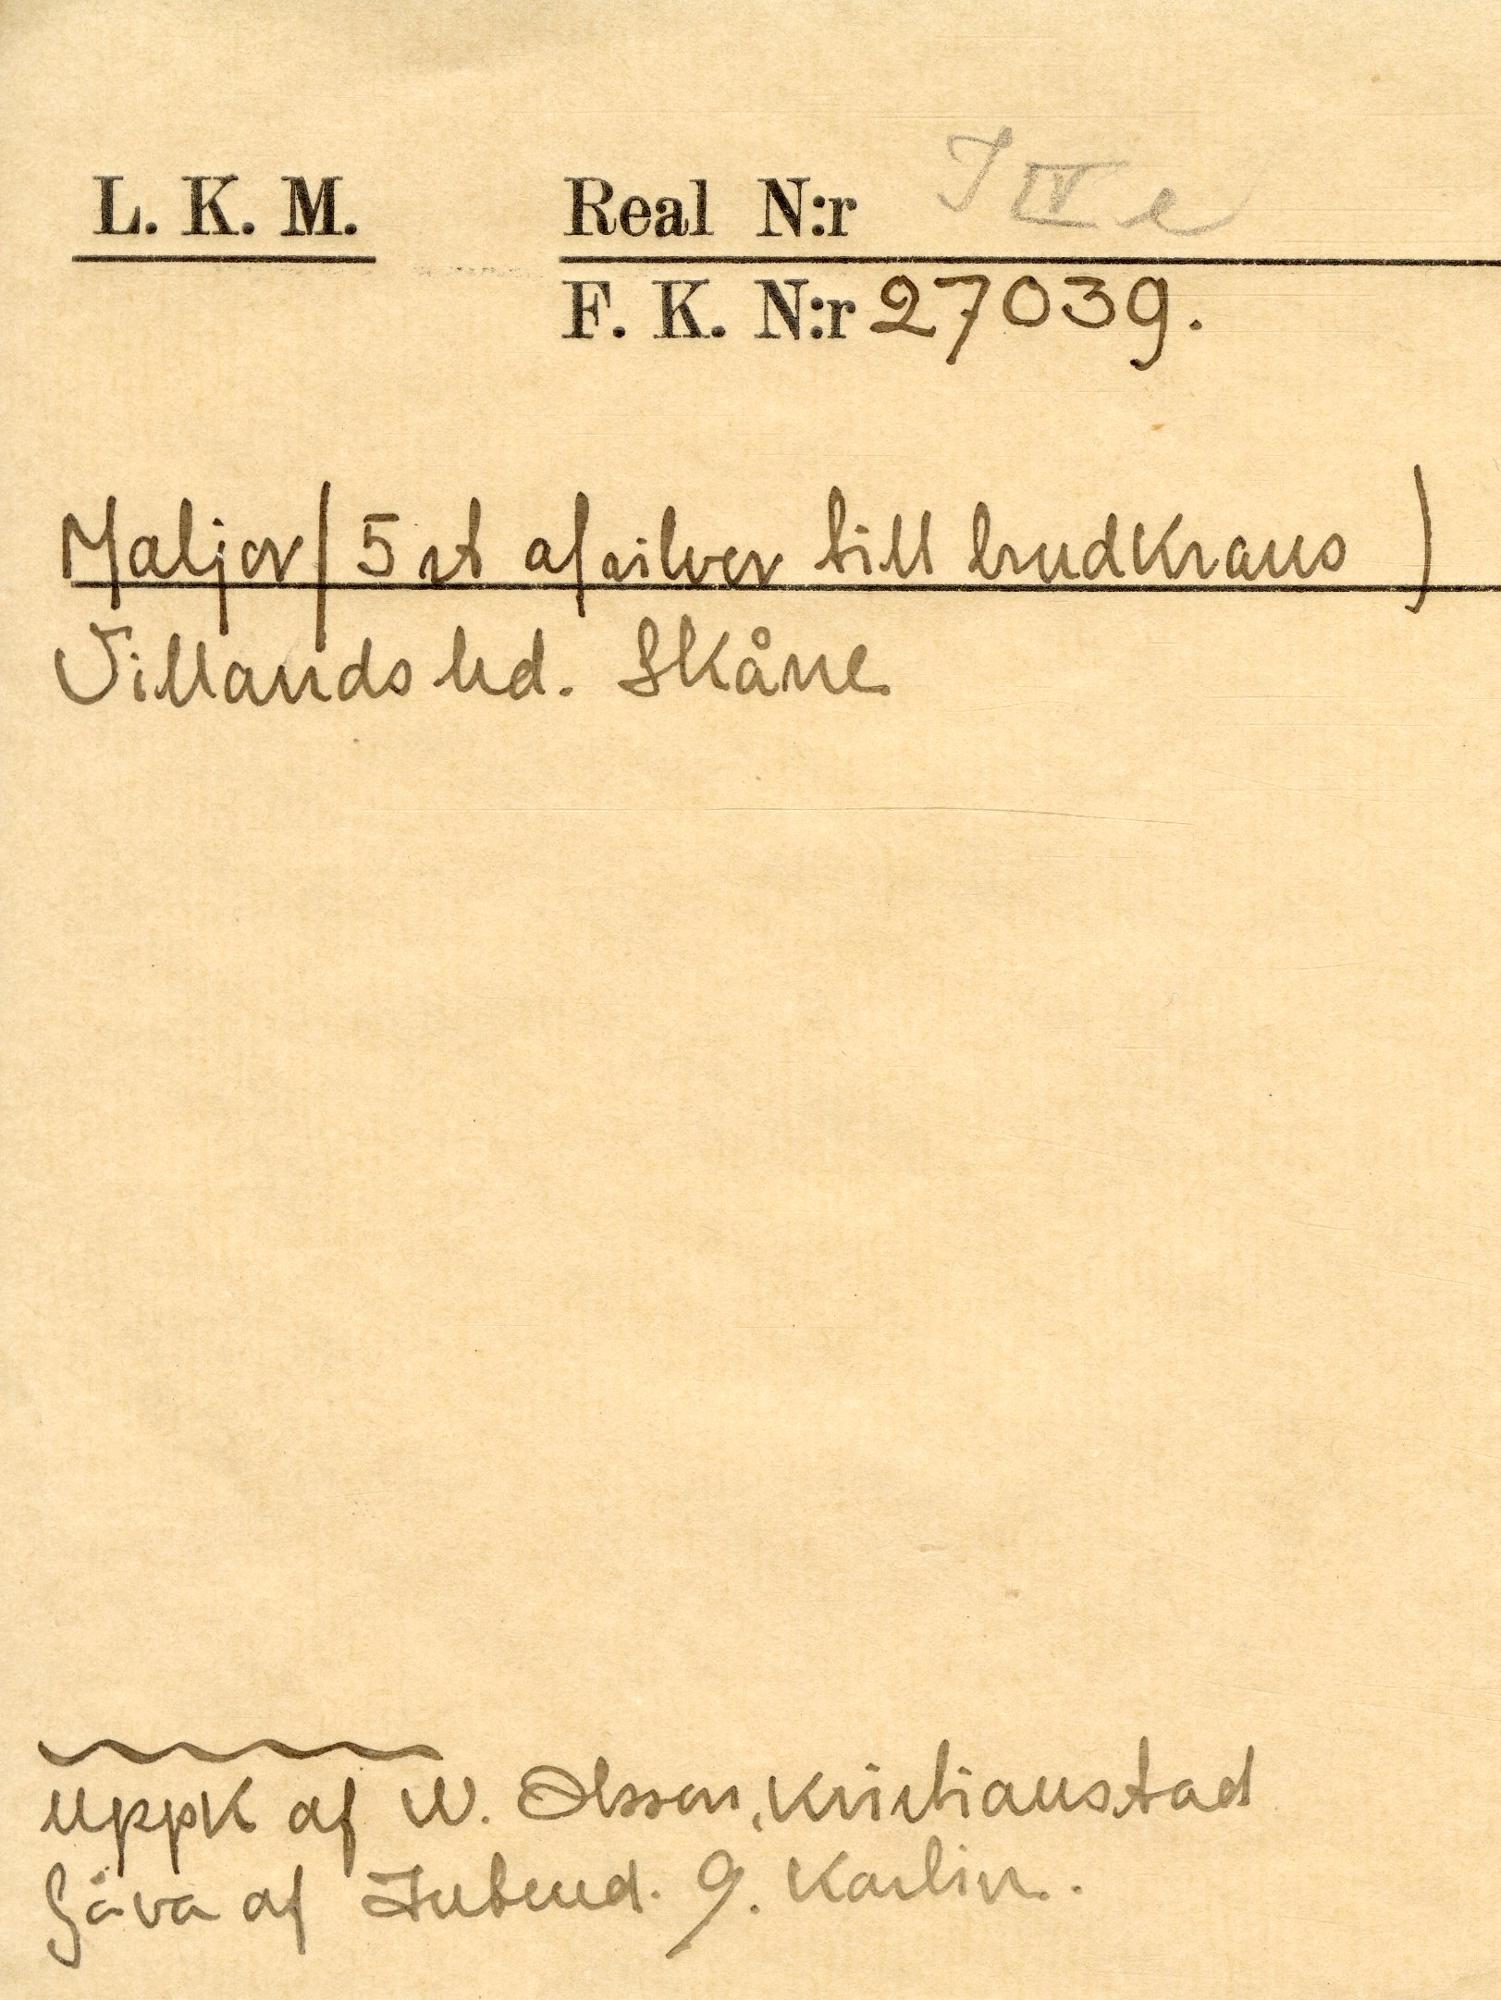 L. K. M. Real N:r I IV e
F. K. N:r 27039.
Maljor (5 st af silver till brudkrans)
Villands hd. Skåne
Uppk af W. Olsson, Kristianstad
Gåva af Intend. G. Karlin.